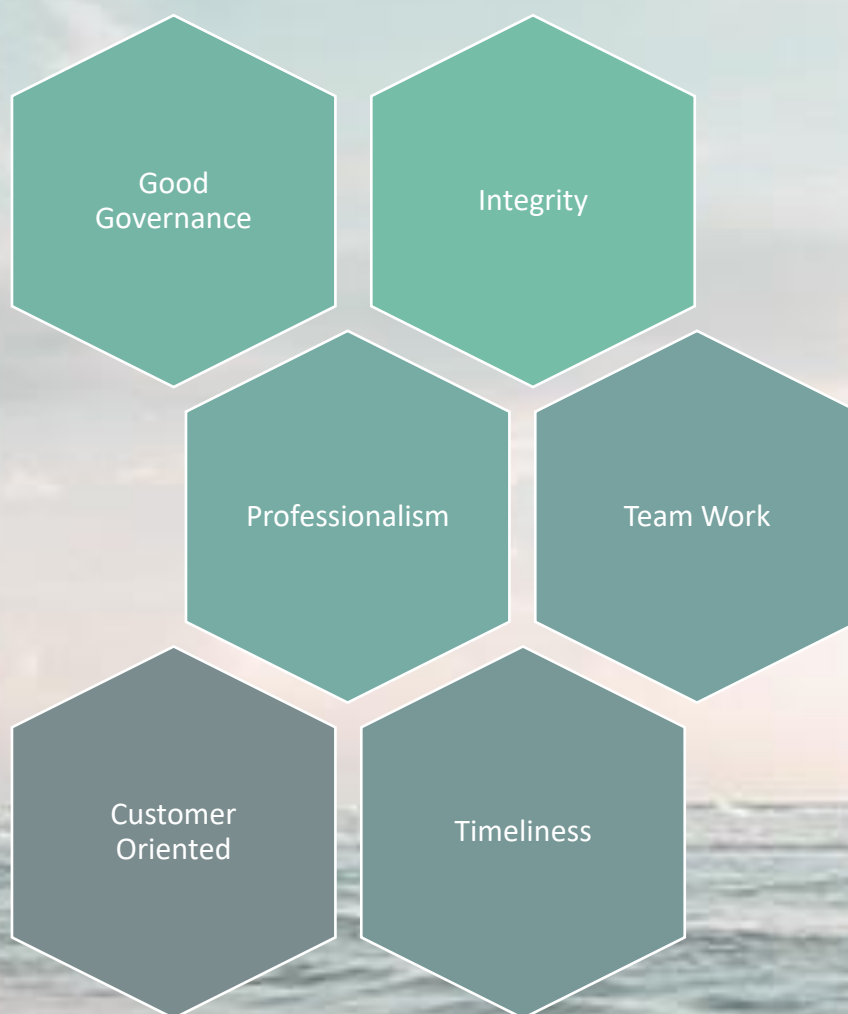 Good
Governance
Integrity
Professionalism
Team Work
Customer
Oriented
Timeliness